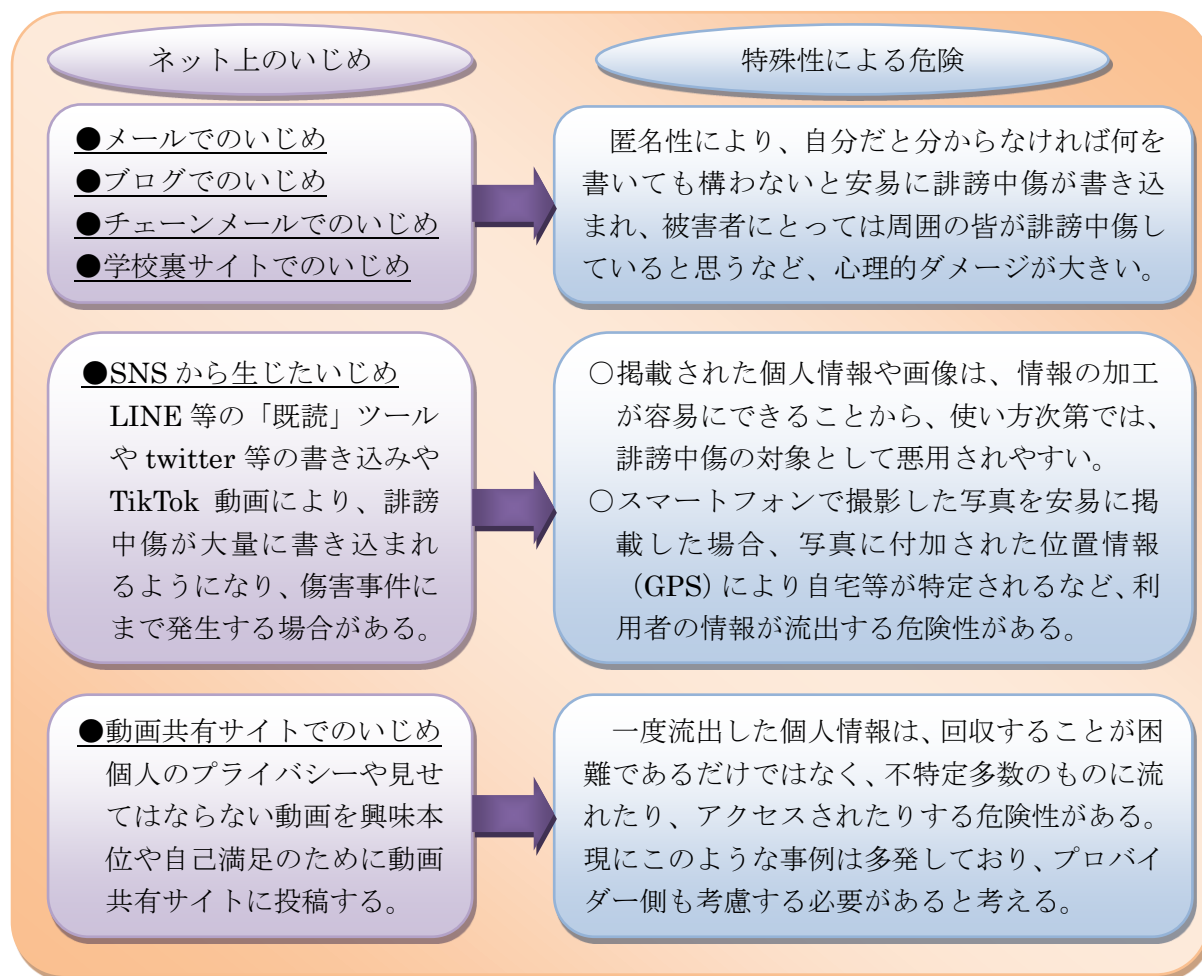 ネット上のいじめ
特殊性による危険
●メールでのいじめ
●ブログでのいじめ
●チェーンメールでのいじめ
●学校裏サイトでのいじめ
匿名性により、自分だと分からなければ何を
書いても構わないと安易に誹謗中傷が書き込
まれ、被害者にとっては周囲の皆が誹謗中傷し
ていると思うなど、心理的ダメージが大きい。
●SNS から生じたいじめ
LINE 等の「既読」ツール
や twitter 等の書き込みや
TikTok 動画により、誹謗
中傷が大量に書き込まれ
るようになり、傷害事件に
まで発生する場合がある。
○掲載された個人情報や画像は、情報の加工
が容易にできることから、使い方次第では、
誹謗中傷の対象として悪用されやすい。
○スマートフォンで撮影した写真を安易に掲
載した場合、写真に付加された位置情報
（GPS）により自宅等が特定されるなど、利
用者の情報が流出する危険性がある。
●動画共有サイトでのいじめ
個人のプライバシーや見せ
てはならない動画を興味本
位や自己満足のために動画
共有サイトに投稿する。
一度流出した個人情報は、回収することが困
難であるだけではなく、不特定多数のものに流
れたり、アクセスされたりする危険性がある。
現にこのような事例は多発しており、プロバイ
ダー側も考慮する必要があると考える。